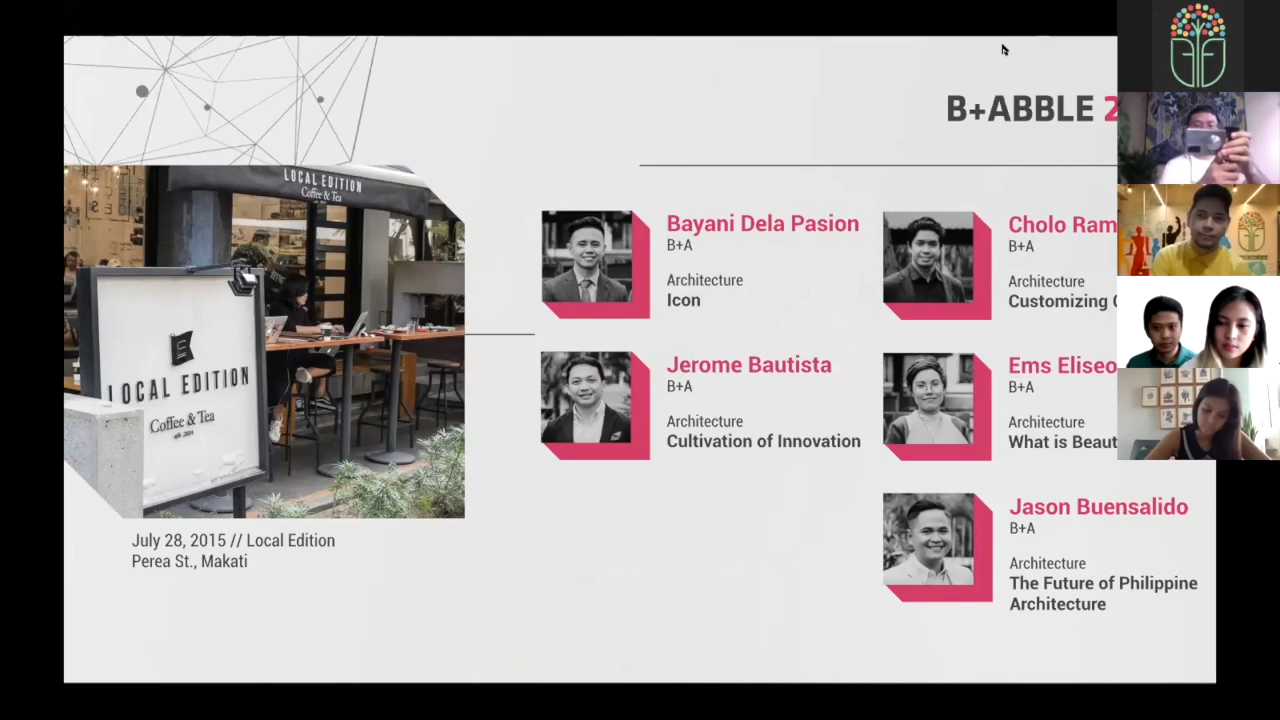 B+ABBLE 2
LOCAL EDITION
Coffee & Tea
LOCAL EDITION
Coffee & Tea
July 28, 2015 // Local Edition
Perea St., Makati
Bayani Dela Pasion
B+A
Architecture
Icon
Cholo Ram
B+A
Architecture
Customizing
Jerome Bautista
B+A
Architecture
Cultivation of Innovation
Ems Eliseo
B+A
Architecture
What is Beaut
Jason Buensalido
B+A
Architecture
The Future of Philippine
Architecture